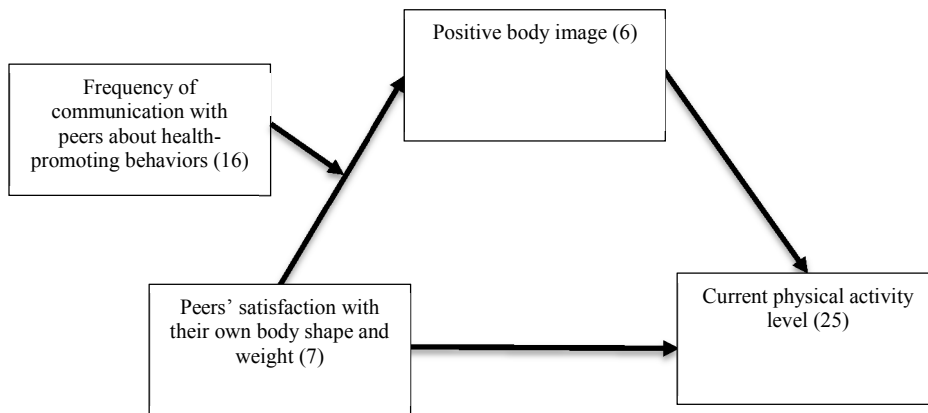 Positive body image (6)
Frequency of
communication with
peers about health-
promoting behaviors (16)
Peers’ satisfaction with
their own body shape and
weight (7)
Current physical activity
level (25)